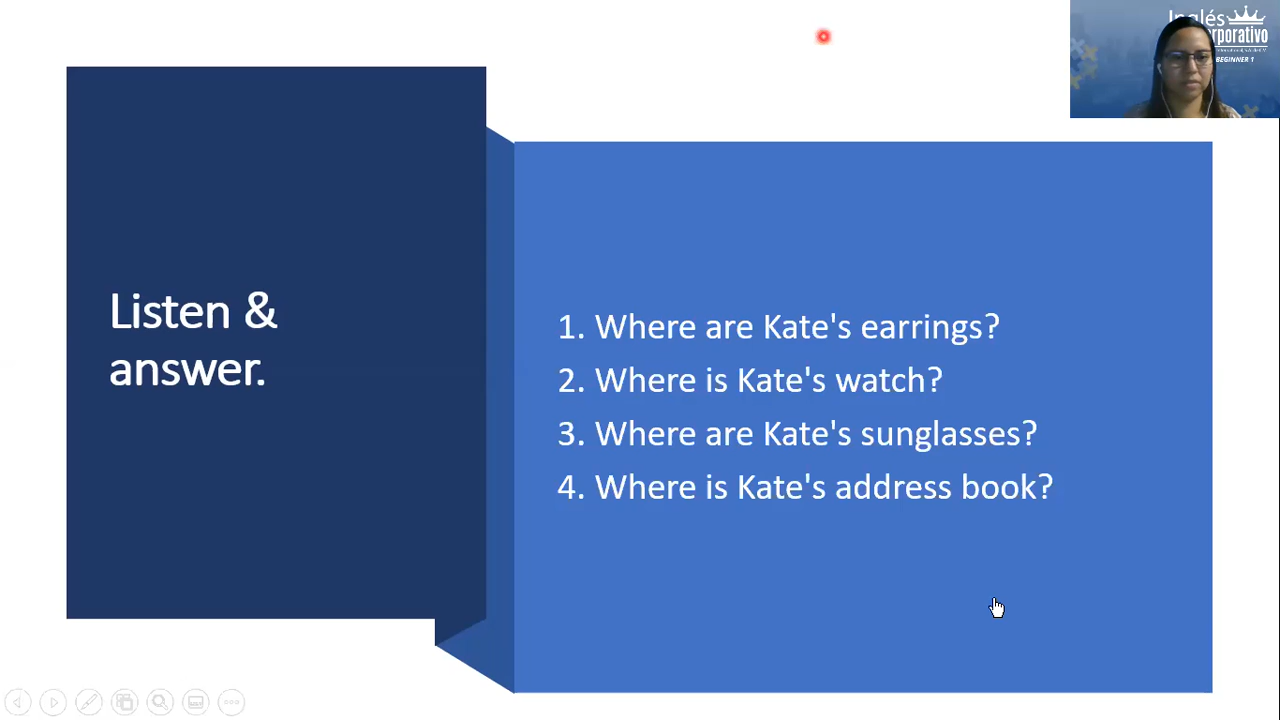 Inglés
BEGINNER 1
Listen &
answer.
1. Where are Kate's earrings?
2. Where is Kate's watch?
3. Where are Kate's sunglasses?
4. Where is Kate's address book?